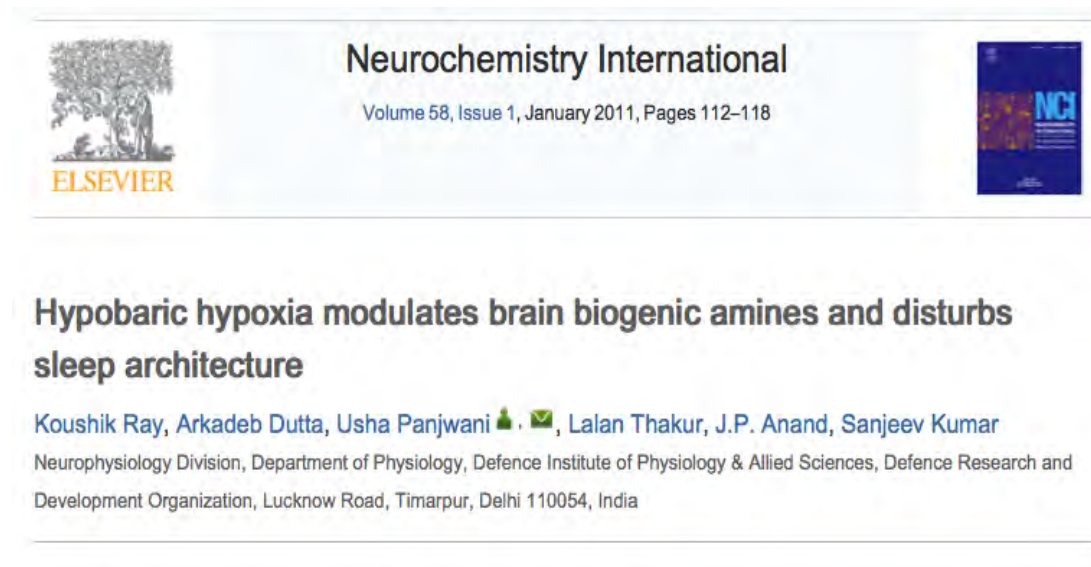 Neurochemistry International
Volume 58, Issue 1, January 2011, Pages 112–118
ELSEVIER
NCI
Hypobaric hypoxia modulates brain biogenic amines and disturbs
sleep architecture
Koushik Ray, Arkadeb Dutta, Usha Panjwani , , Lalan Thakur, J.P. Anand, Sanjeev Kumar
Neurophysiology Division, Department of Physiology, Defence Institute of Physiology & Allied Sciences, Defence Research and
Development Organization, Lucknow Road, Timarpur, Delhi 110054, India